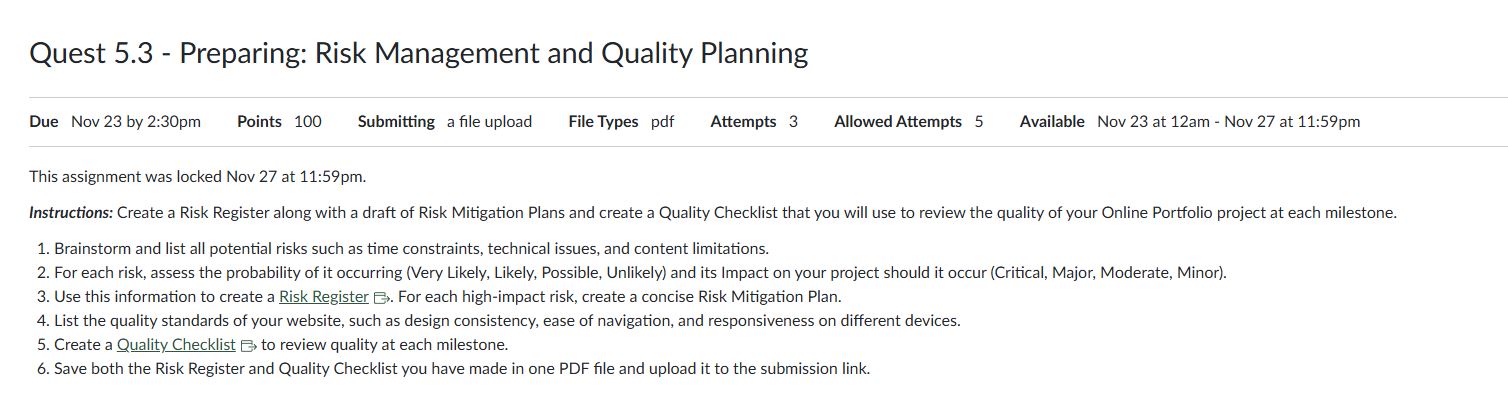 Quest 5.3 - Preparing: Risk Management and Quality Planning
Due Nov 23 by 2:30pm Points 100 Submitting a file upload File Types pdf Attempts 3 Allowed Attempts 5 Available Nov 23 at 12am - Nov 27 at 11:59pm
This assignment was locked Nov 27 at 11:59pm.
Instructions: Create a Risk Register along with a draft of Risk Mitigation Plans and create a Quality Checklist that you will use to review the quality of your Online Portfolio project at each milestone.
1. Brainstorm and list all potential risks such as time constraints, technical issues, and content limitations.
2. For each risk, assess the probability of it occurring (Very Likely, Likely, Possible, Unlikely) and its Impact on your project should it occur (Critical, Major, Moderate, Minor).
3. Use this information to create a Risk Register. For each high-impact risk, create a concise Risk Mitigation Plan.
4. List the quality standards of your website, such as design consistency, ease of navigation, and responsiveness on different devices.
5. Create a Quality Checklist to review quality at each milestone.
6. Save both the Risk Register and Quality Checklist you have made in one PDF file and upload it to the submission link.